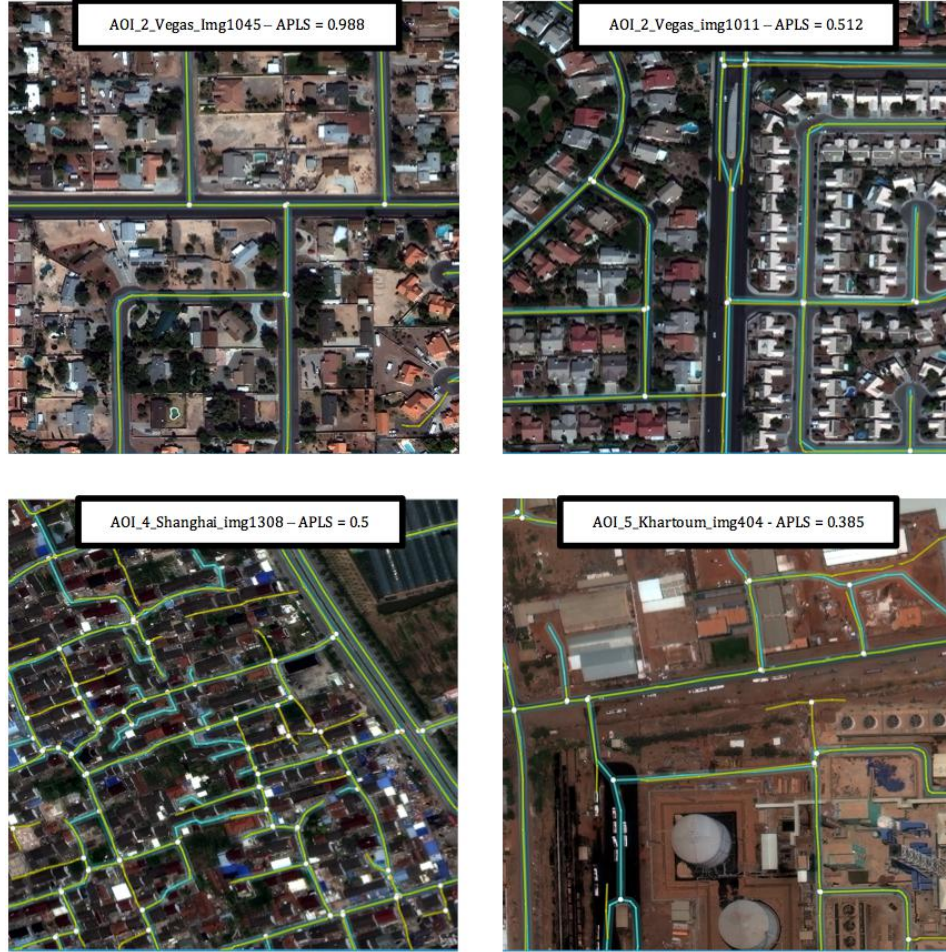 AOI_2_Vegas_Img1045 – APLS = 0.988
AOI_2_Vegas_img1011 – APLS = 0.512
AOI_4_Shanghai_img1308 – APLS = 0.5
AOI_5_Khartoum_img404 - APLS = 0.385